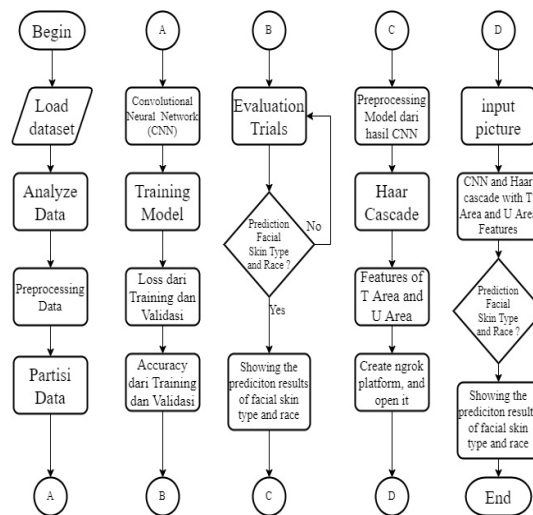 Begin
Load
dataset
Analyze
Data
Preprocessing
Data
Partisi
Data
A
A
Convolutional
Neural Network
(CNN)
Training
Model
Loss dari
Training dan
Validasi
Accuracy
dari Training
dan Validasi
B
B
Evaluation
Trials
No
Prediction
Facial
Skin Type
and Race ?
Yes
Showing the
prediciton results
of facial skin
type and race
C
C
Preprocessing
Model dari
hasil CNN
Haar
Cascade
Features of
T Area and
U Area
Create ngrok
platform, and
open it
D
D
input
picture
CNN and Haar
cascade with T
Area and U Area
Features
Prediction
Facial
Skin Type
and Race ?
Showing the
prediciton results
of facial skin
type and race
End